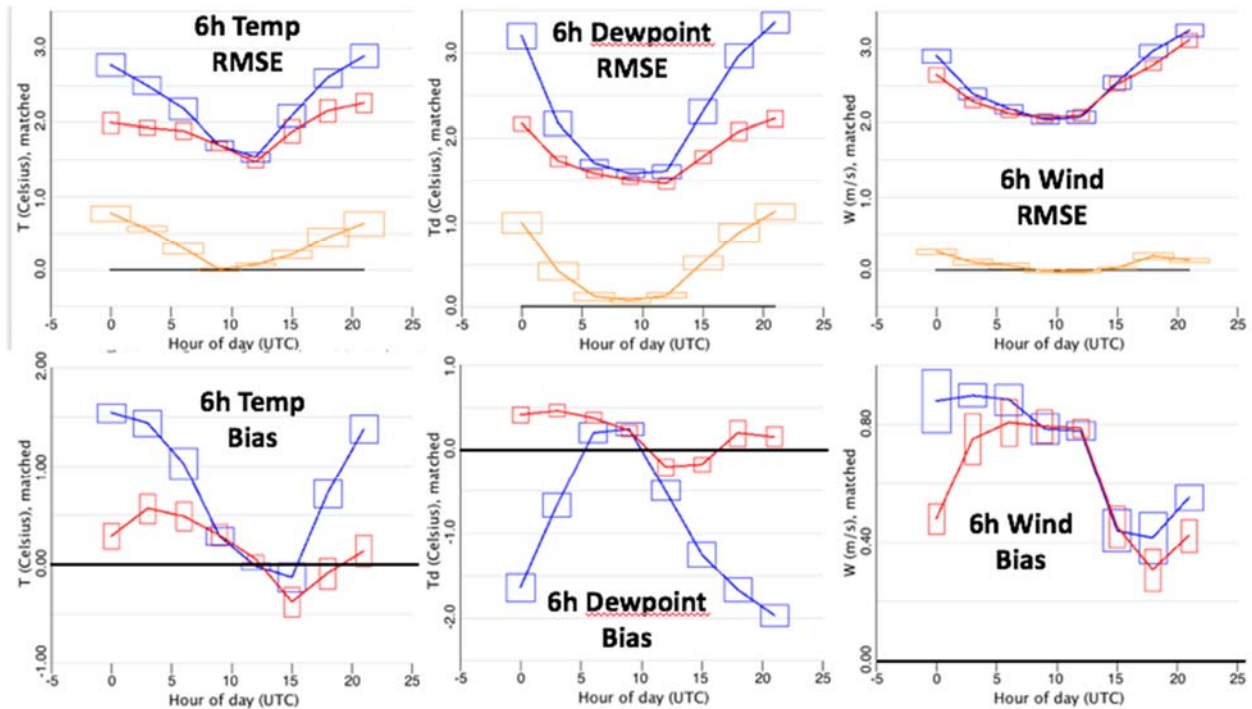 6h Temp
RMSE
T (Celsius), matched
3.0
2.0
1.0
0.0
-5 0 5 10 15 20 25
Hour of day (UTC)
6h Dewpoint
RMSE
Td (Celsius), matched
3.0
2.0
1.0
0.0
-5 0 5 10 15 20 25
Hour of day (UTC)
6h Wind
RMSE
W (m/s), matched
3.0
2.0
1.0
0.0
-5 0 5 10 15 20 25
Hour of day (UTC)
6h Temp
Bias
T (Celsius), matched
2.00
1.00
0.00
-1.00
-5 0 5 10 15 20 25
Hour of day (UTC)
6h Dewpoint
Bias
Td (Celsius), matched
1.0
0.0
-1.0
-2.0
-5 0 5 10 15 20 25
Hour of day (UTC)
6h Wind
Bias
W (m/s), matched
0.80
0.40
0.00
-5 0 5 10 15 20 25
Hour of day (UTC)